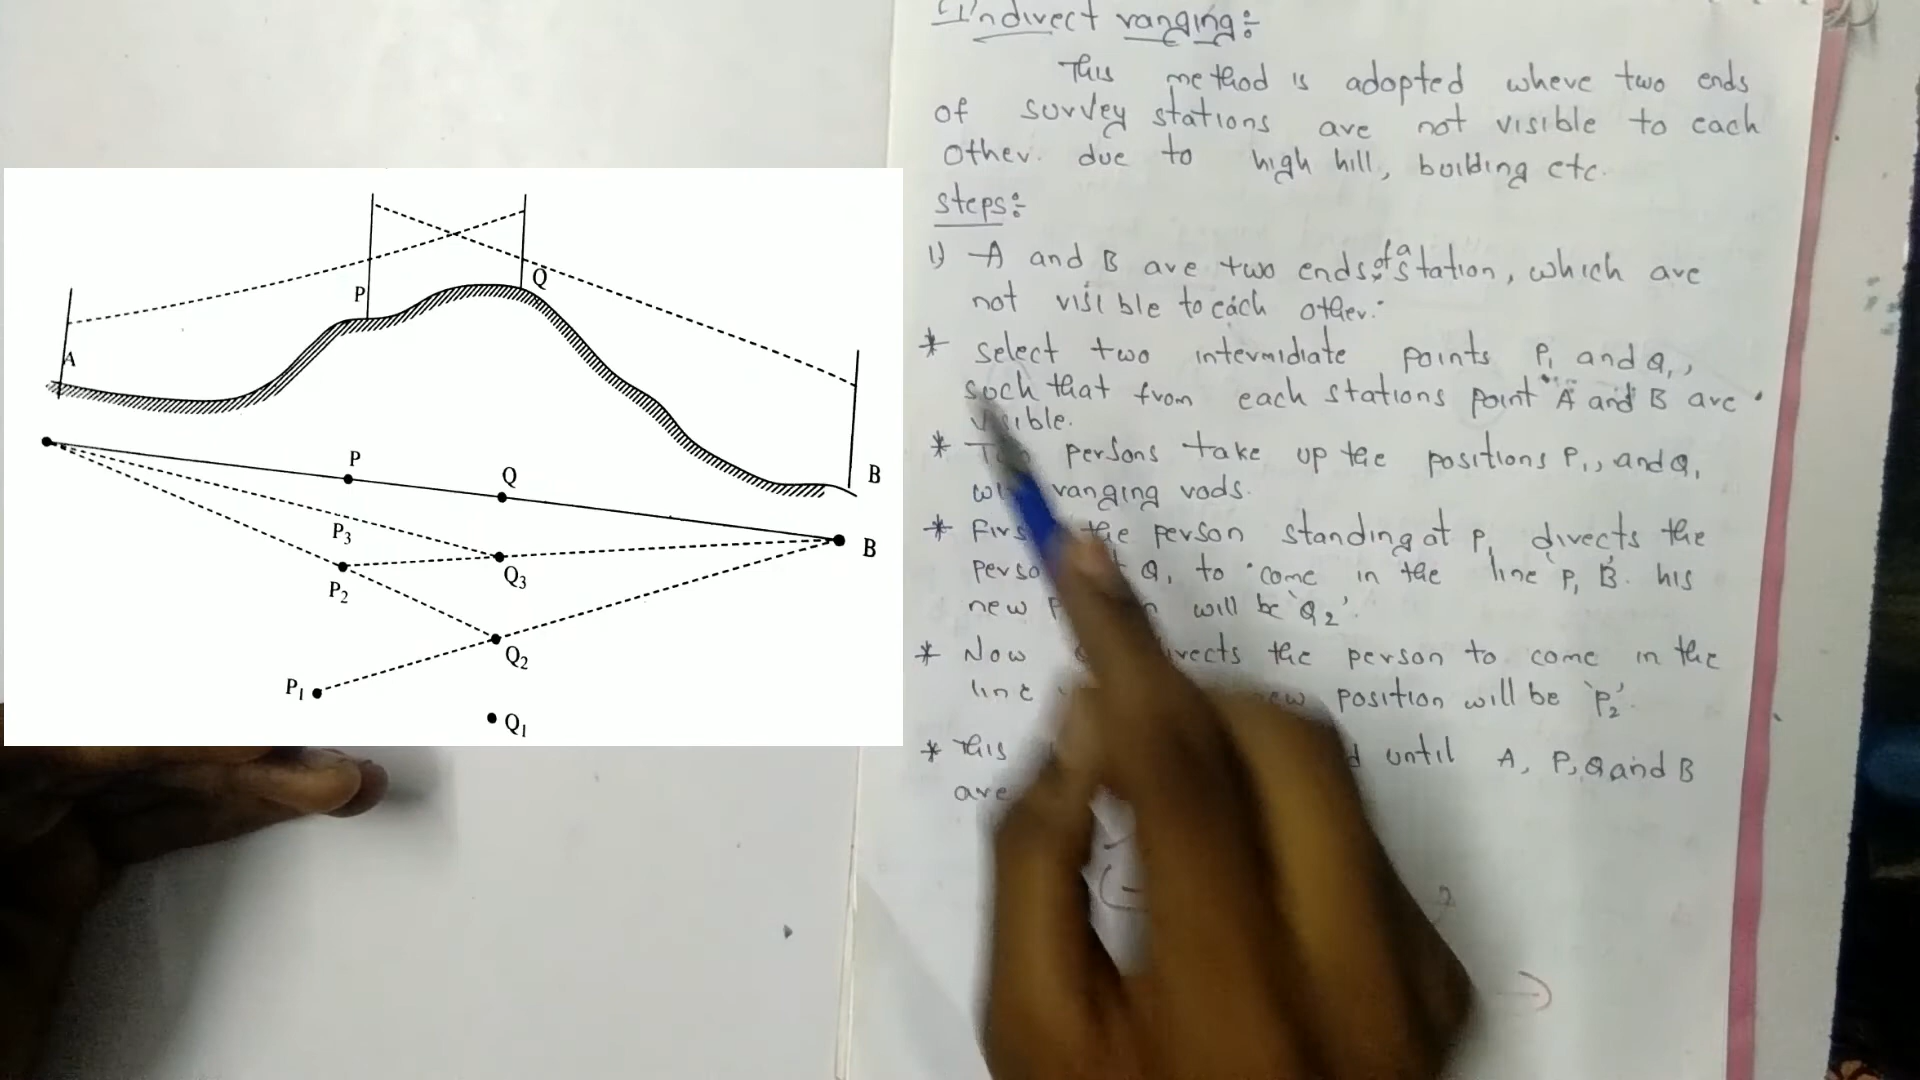 Indirect ranging:
This method is adopted where two ends
of survey stations are not visible to each
other. due to high hill, building etc.
steps:
1) A and B are two ends of a station, which are
not visible to each other.
* select two intermidiate points P1 and Q1,
such that from each stations point A and B are
visible.
* persons take up the positions P1, and Q1
ranging rods.
* the person standing at P1 directs the
Q1 to come in the line P1 B. his
new will be 'Q2'.
* Now the person to come in the
line position will be 'P2'.
* This until A, P, Q and B
are
P
Q
A
B
P
Q
B
P3
P2
Q3
Q2
P1
Q1